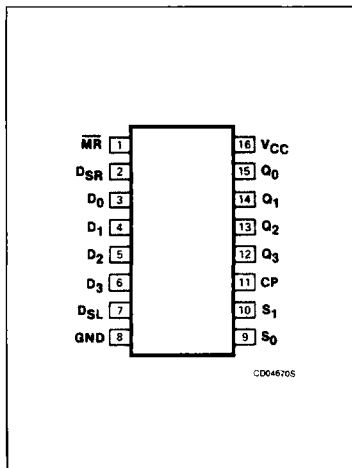 M̅R̅ 1 16 VCC
DSR 2 15 Q0
D0 3 14 Q1
D1 4 13 Q2
D2 5 12 Q3
D3 6 11 CP
DSL 7 10 S1
GND 8 9 S0
CD04670S